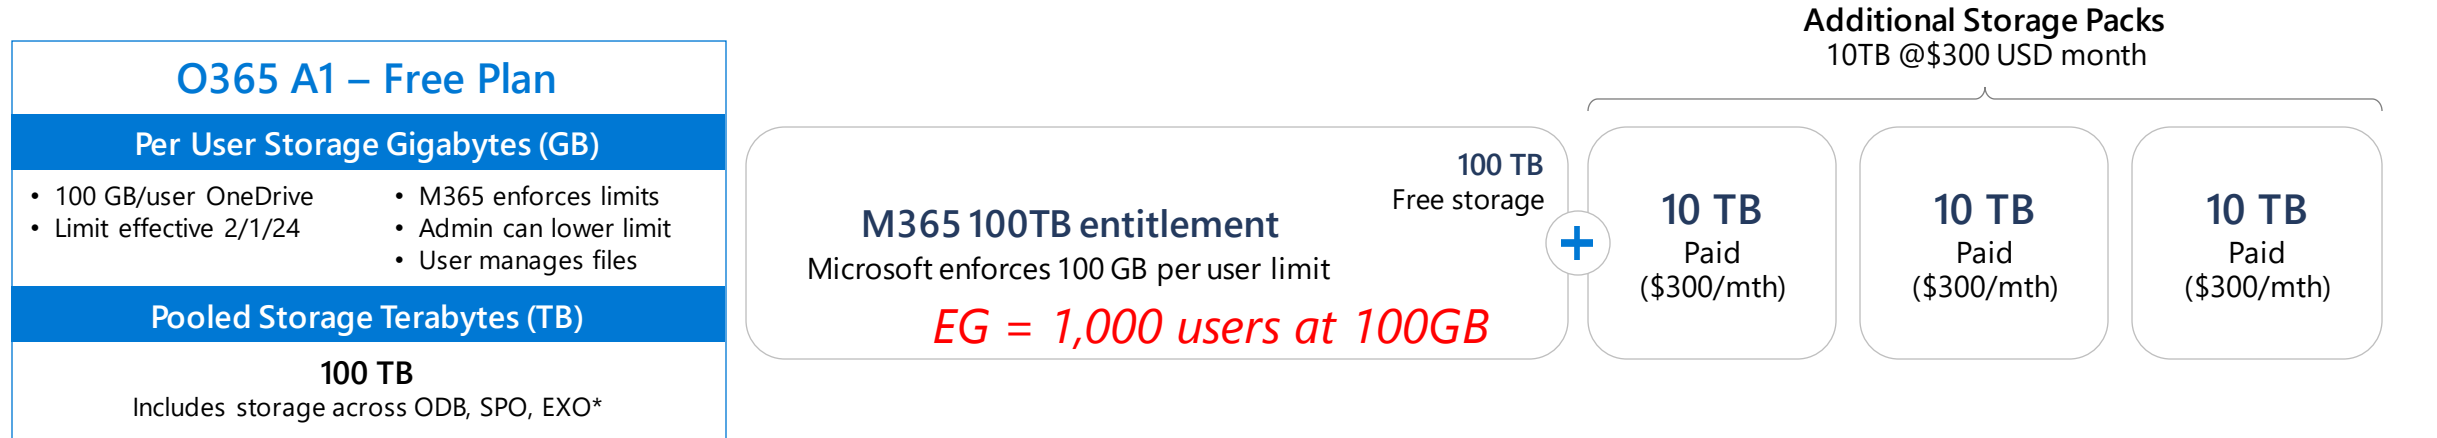 O365 A1 – Free Plan
Per User Storage Gigabytes (GB)
• 100 GB/user OneDrive
• Limit effective 2/1/24
• M365 enforces limits
• Admin can lower limit
• User manages files
Pooled Storage Terabytes (TB)
100 TB
Includes storage across ODB, SPO, EXO*
100 TB
Free storage
M365 100TB entitlement
Microsoft enforces 100 GB per user limit
EG = 1,000 users at 100GB
+
Additional Storage Packs
10TB @$300 USD month
10 TB
Paid
($300/mth)
10 TB
Paid
($300/mth)
10 TB
Paid
($300/mth)